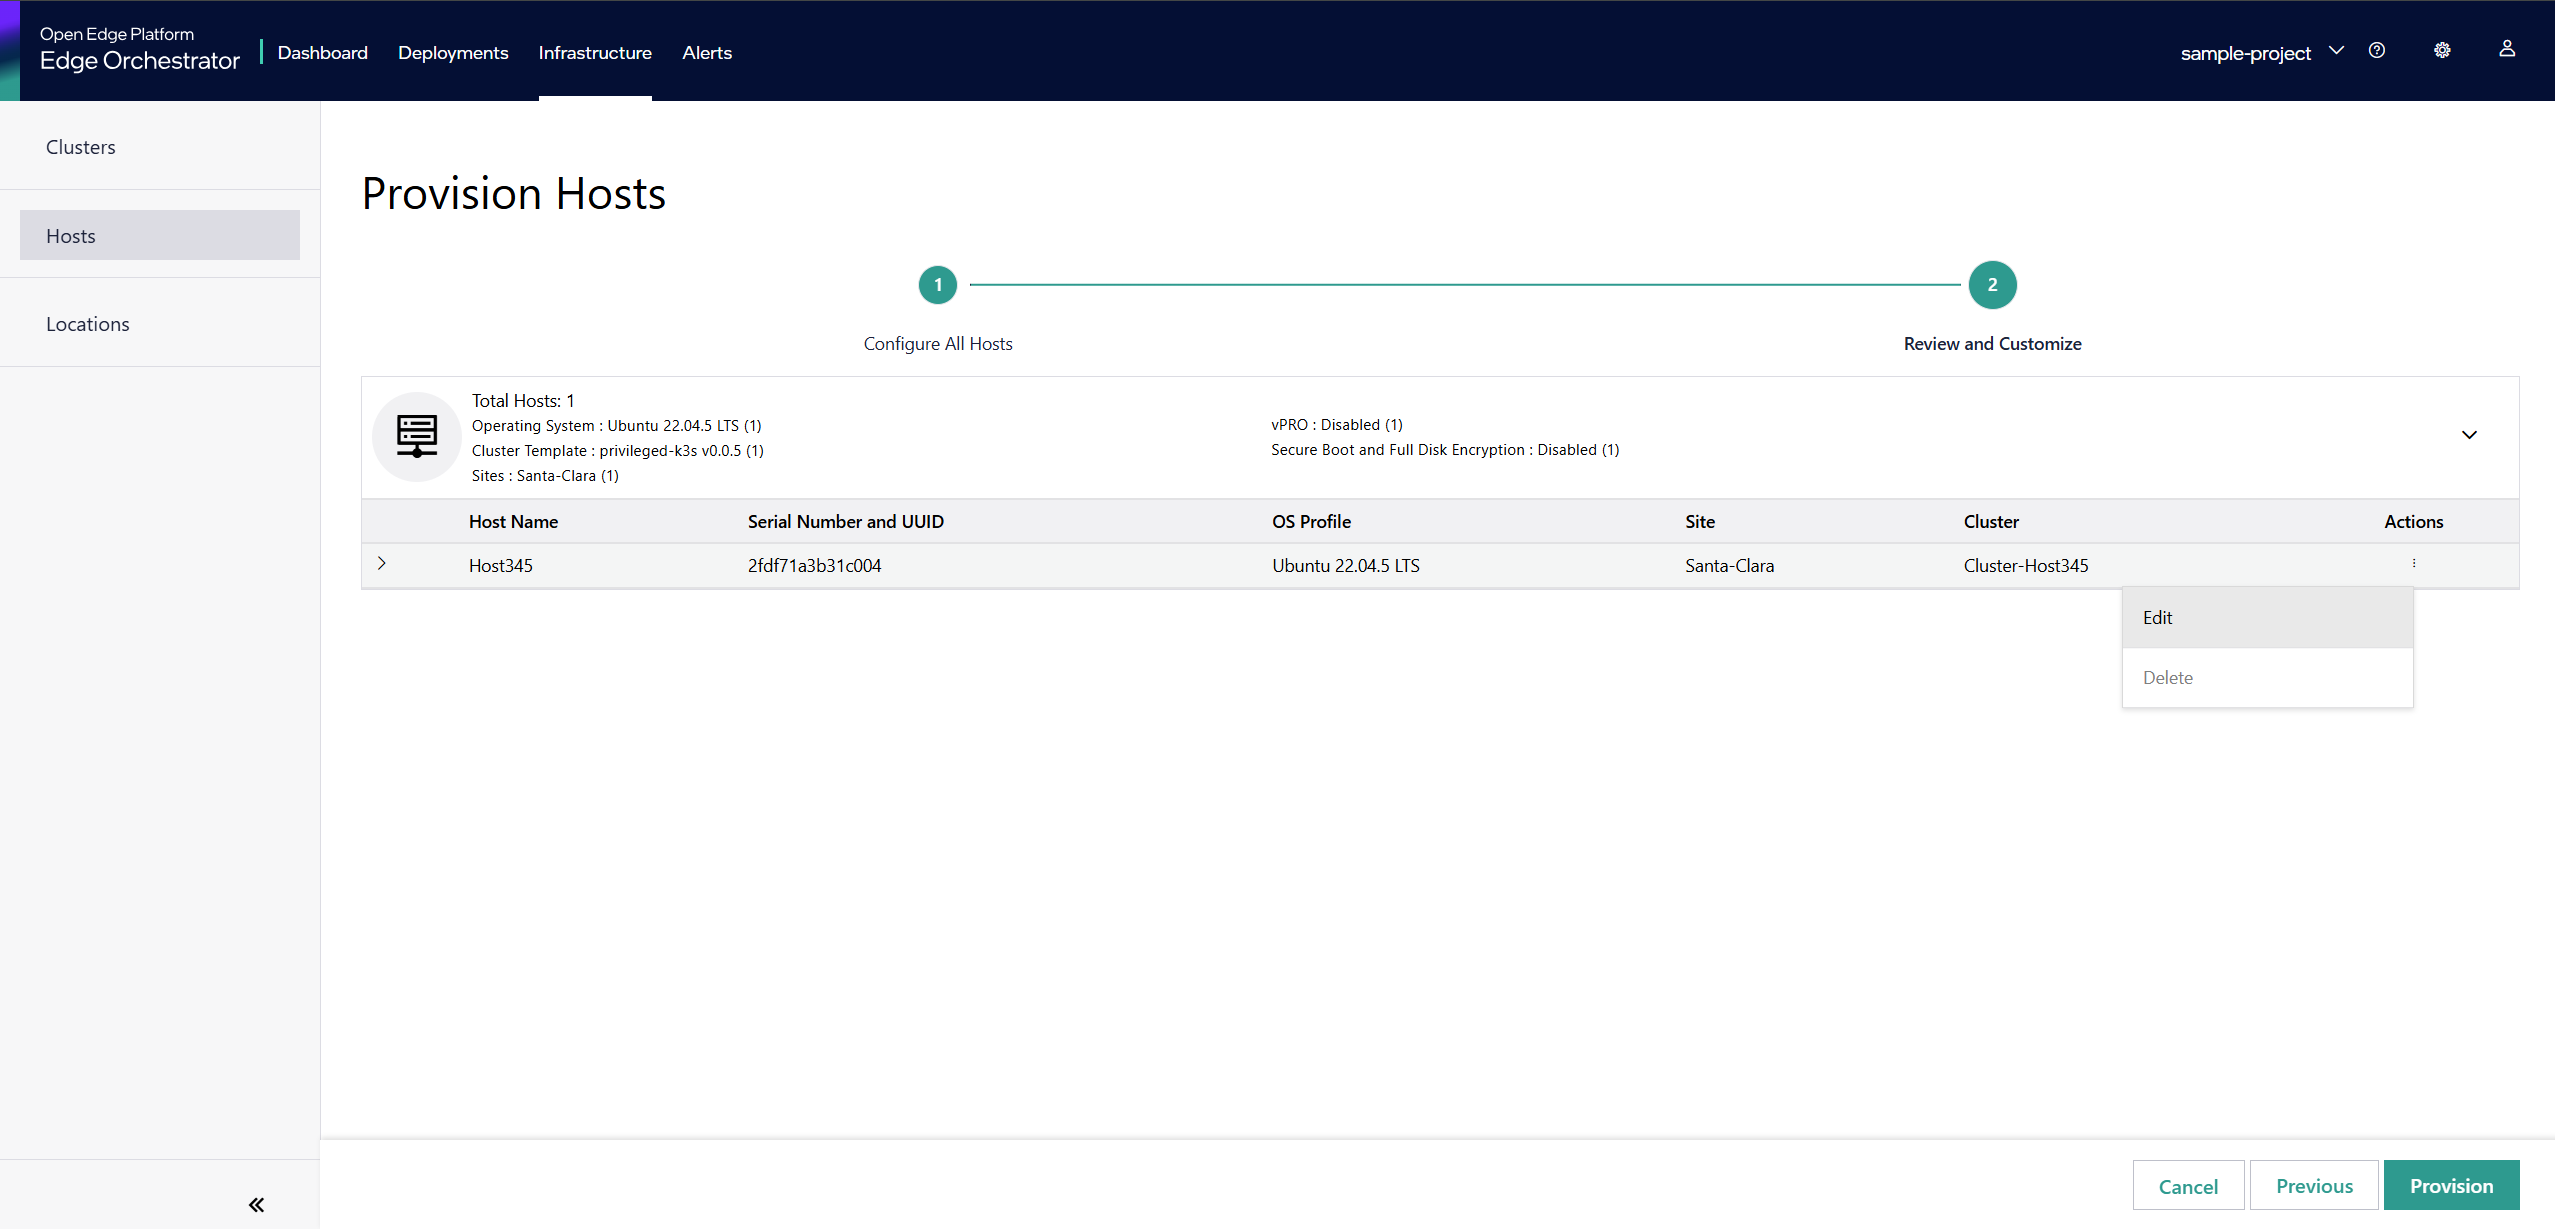 Open Edge Platform
Edge Orchestrator
Dashboard Deployments Infrastructure Alerts
sample-project
Clusters
Hosts
Locations
Provision Hosts
1 2
Configure All Hosts Review and Customize
Total Hosts: 1
Operating System : Ubuntu 22.04.5 LTS (1)
Cluster Template : privileged-k3s v0.0.5 (1)
Sites : Santa-Clara (1)
vPRO : Disabled (1)
Secure Boot and Full Disk Encryption : Disabled (1)
Host Name Serial Number and UUID OS Profile Site Cluster Actions
Host345 2fdf71a3b31c004 Ubuntu 22.04.5 LTS Santa-Clara Cluster-Host345
Edit
Delete
Cancel Previous Provision